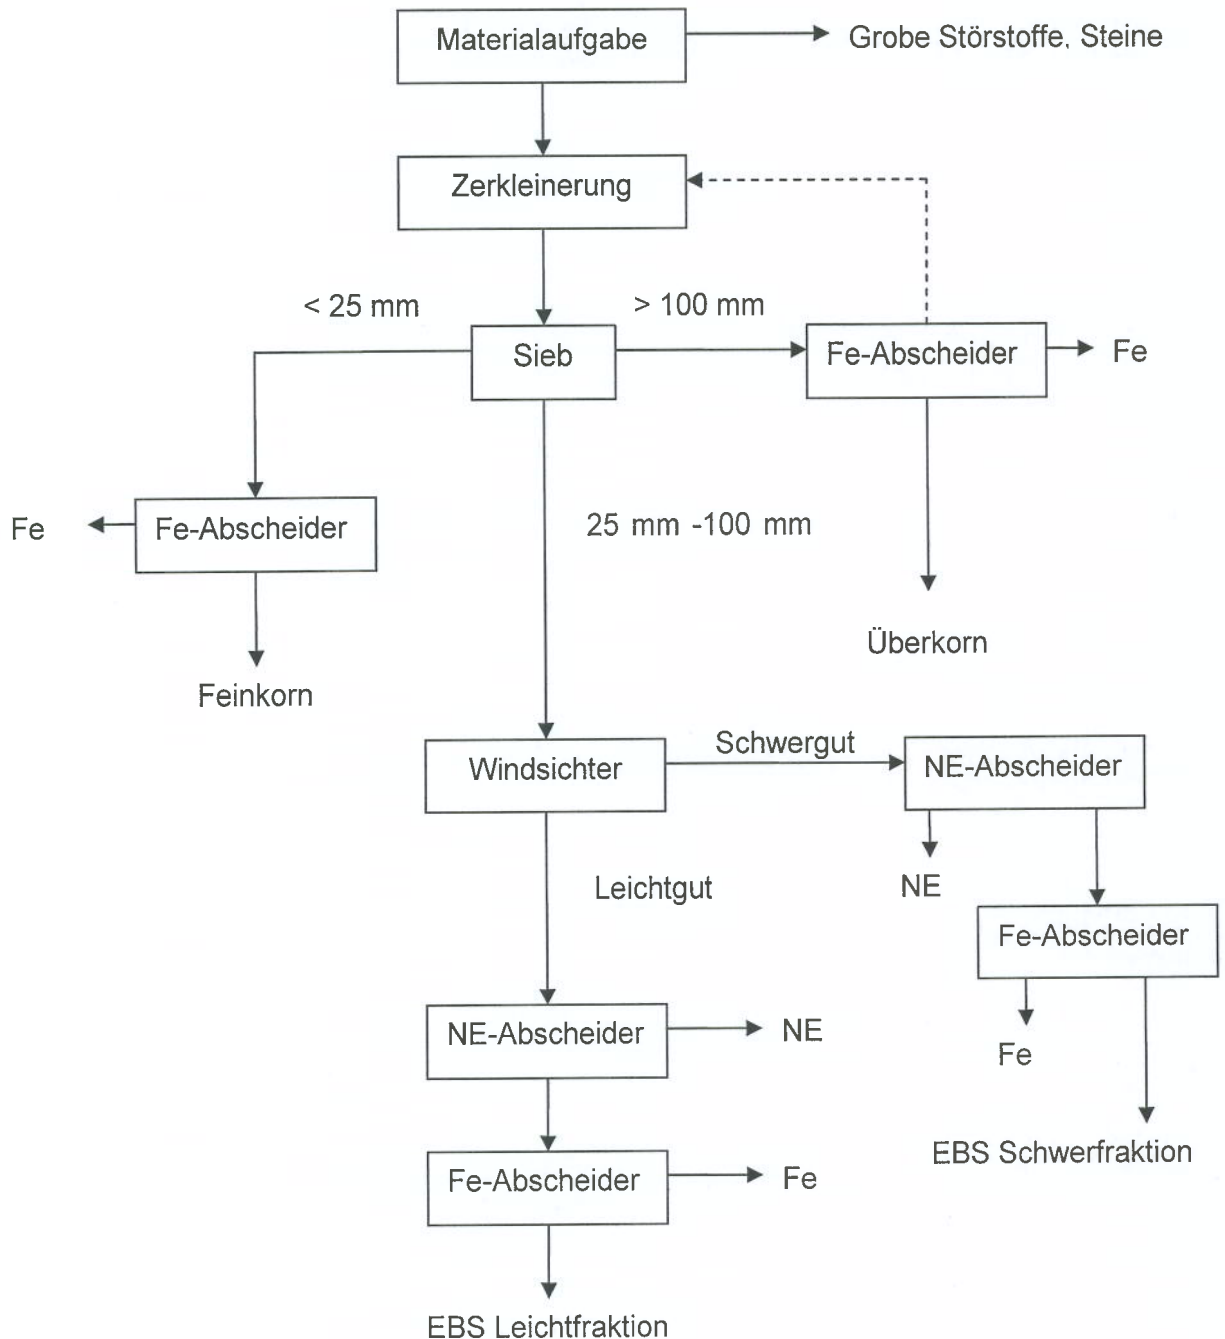 Materialaufgabe
Grobe Störstoffe, Steine
Zerkleinerung
< 25 mm
> 100 mm
Sieb
Fe-Abscheider
Fe
Fe
Fe-Abscheider
25 mm -100 mm
Überkorn
Feinkorn
Windsichter
Schwergut
NE-Abscheider
Leichtgut
NE
Fe-Abscheider
NE-Abscheider
NE
Fe
Fe-Abscheider
Fe
EBS Schwerfraktion
EBS Leichtfraktion